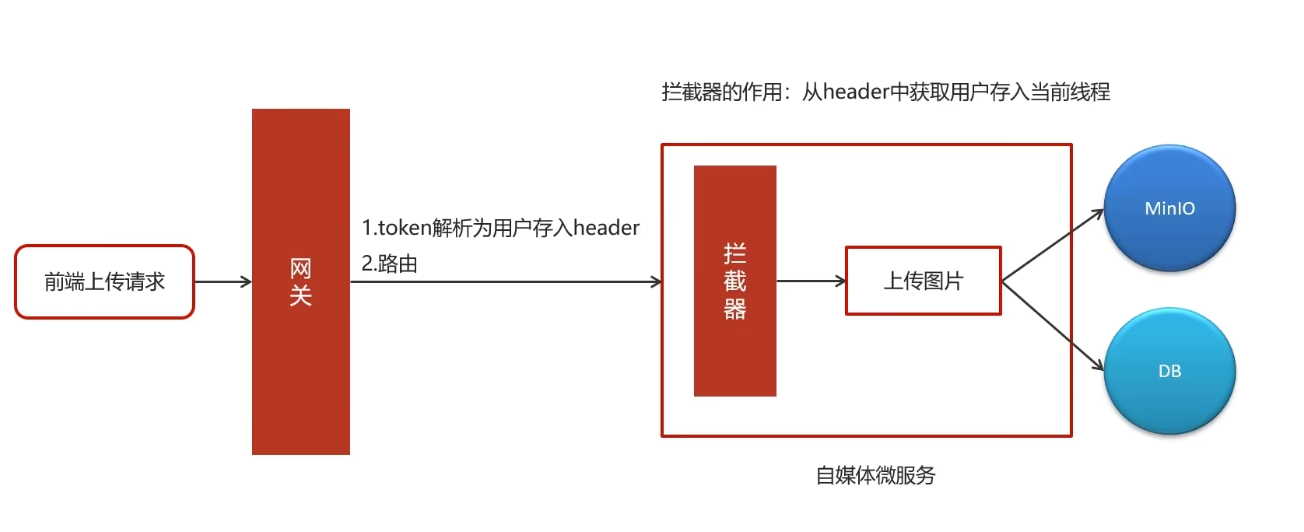 拦截器的作用：从header中获取用户存入当前线程
前端上传请求
网关
1.token解析为用户存入header
2.路由
拦截器
上传图片
MinIO
DB
自媒体微服务